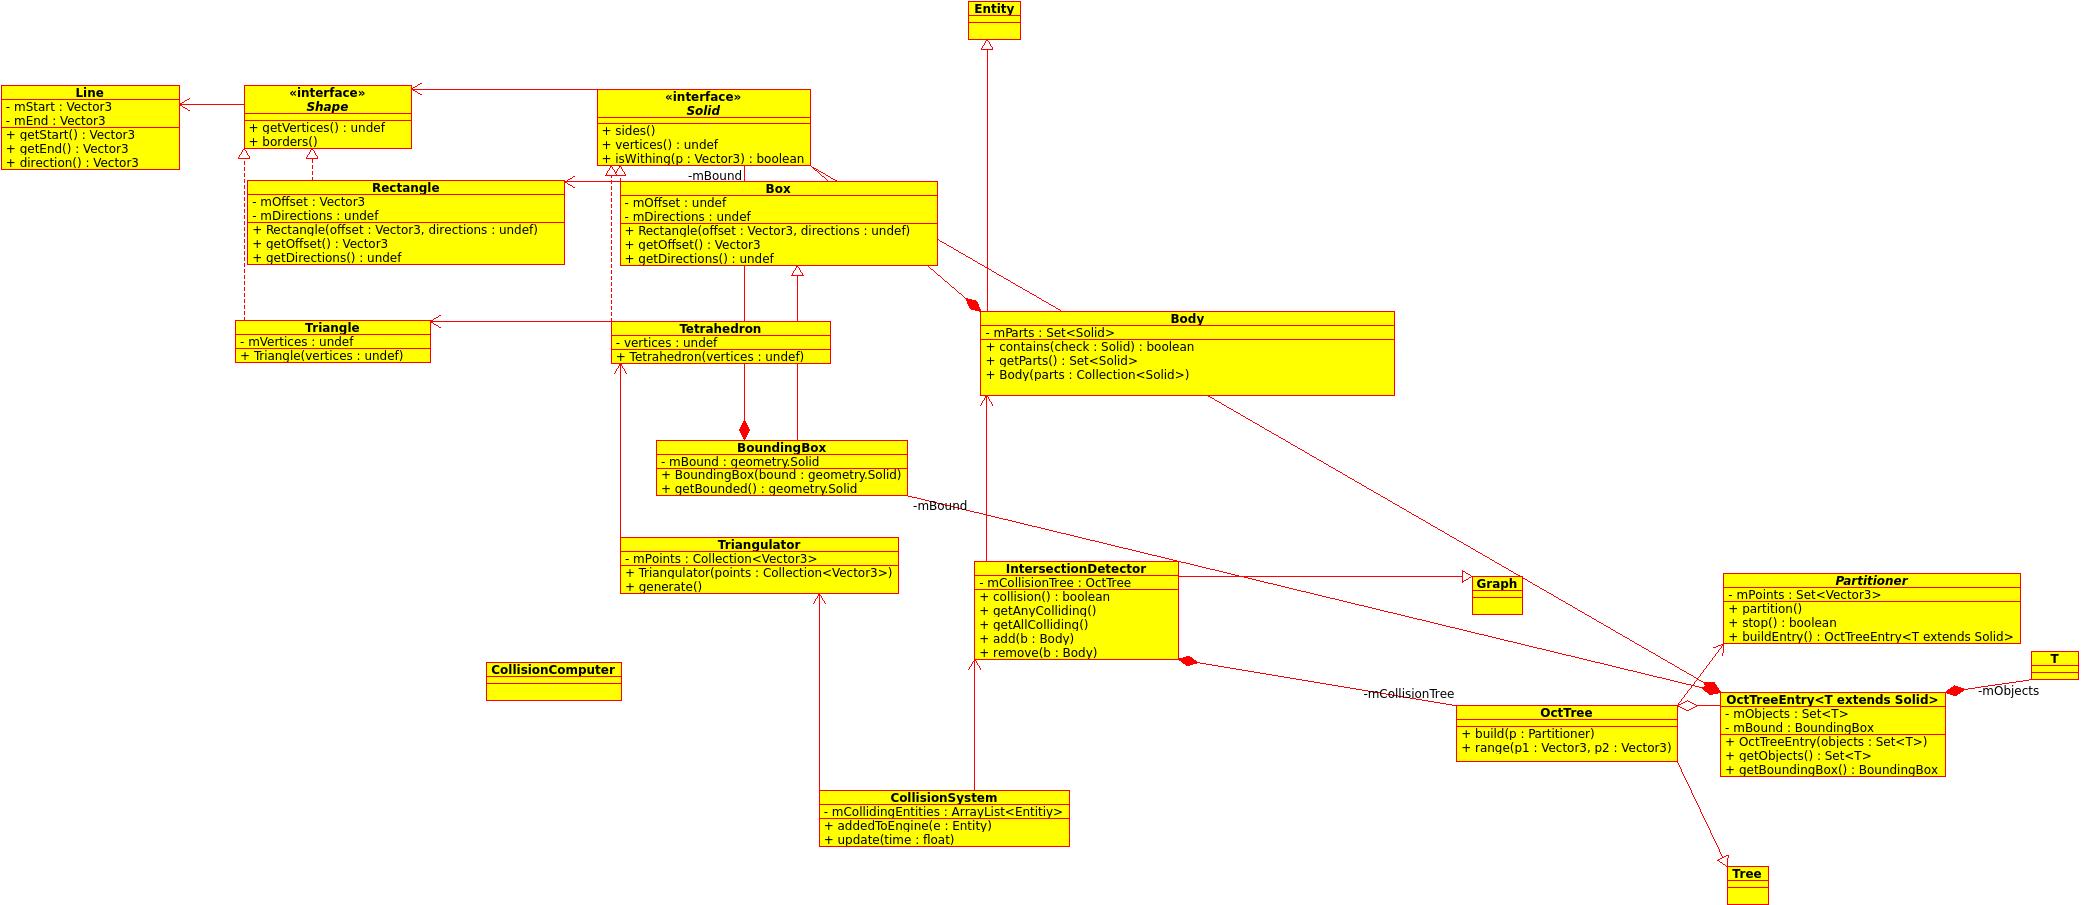 Entity
Line
- mStart : Vector3
- mEnd : Vector3
+ getStart() : Vector3
+ getEnd() : Vector3
+ direction() : Vector3
«interface»
Shape
+ getVertices() : undef
+ borders()
«interface»
Solid
+ sides()
+ vertices() : undef
+ isWithing(p : Vector3) : boolean
-mBound
Rectangle
- mOffset : Vector3
- mDirections : undef
+ Rectangle(offset : Vector3, directions : undef)
+ getOffset() : Vector3
+ getDirections() : undef
Box
- mOffset : undef
- mDirections : undef
+ Rectangle(offset : Vector3, directions : undef)
+ getOffset() : Vector3
+ getDirections() : undef
Triangle
- mVertices : undef
+ Triangle(vertices : undef)
Tetrahedron
- vertices : undef
+ Tetrahedron(vertices : undef)
Body
- mParts : Set<Solid>
+ contains(check : Solid) : boolean
+ getParts() : Set<Solid>
+ Body(parts : Collection<Solid>)
BoundingBox
- mBound : geometry.Solid
+ BoundingBox(bound : geometry.Solid)
+ getBounded() : geometry.Solid
-mBound
Triangulator
- mPoints : Collection<Vector3>
+ Triangulator(points : Collection<Vector3>)
+ generate()
IntersectionDetector
- mCollisionTree : OctTree
+ collision() : boolean
+ getAnyColliding()
+ getAllColliding()
+ add(b : Body)
+ remove(b : Body)
Graph
Partitioner
- mPoints : Set<Vector3>
+ partition()
+ stop() : boolean
+ buildEntry() : OctTreeEntry<T extends Solid>
T
-mObjects
CollisionComputer
-mCollisionTree
OctTree
+ build(p : Partitioner)
+ range(p1 : Vector3, p2 : Vector3)
OctTreeEntry<T extends Solid>
- mObjects : Set<T>
- mBound : BoundingBox
+ OctTreeEntry(objects : Set<T>)
+ getObjects() : Set<T>
+ getBoundingBox() : BoundingBox
CollisionSystem
- mCollidingEntities : ArrayList<Entitiy>
+ addedToEngine(e : Entity)
+ update(time : float)
Tree